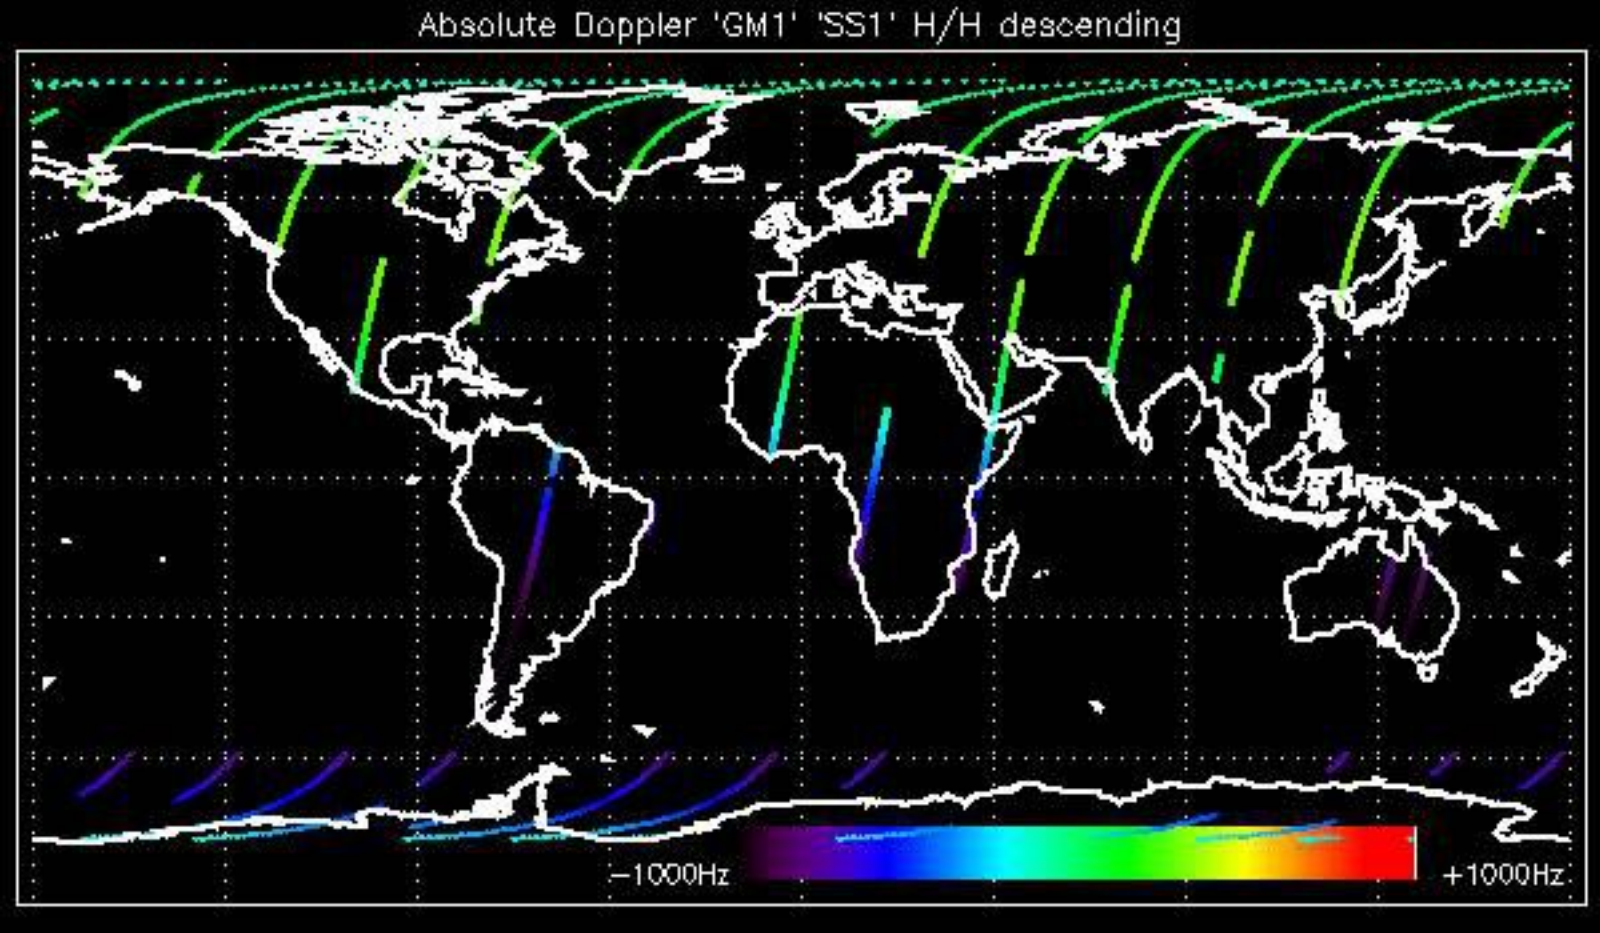 Absolute Doppler 'GM1' 'SS1' H/H descending
−1000Hz
+1000Hz